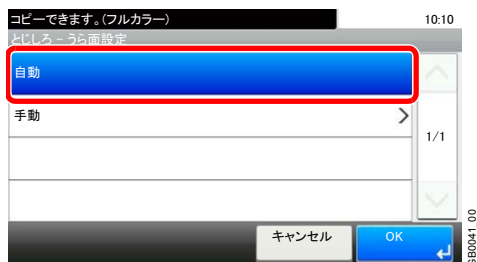 コピーできます。(フルカラー) 10:10
とじしろ - うら面設定
自動
手動
1/1
キャンセル OK
GB0041_00